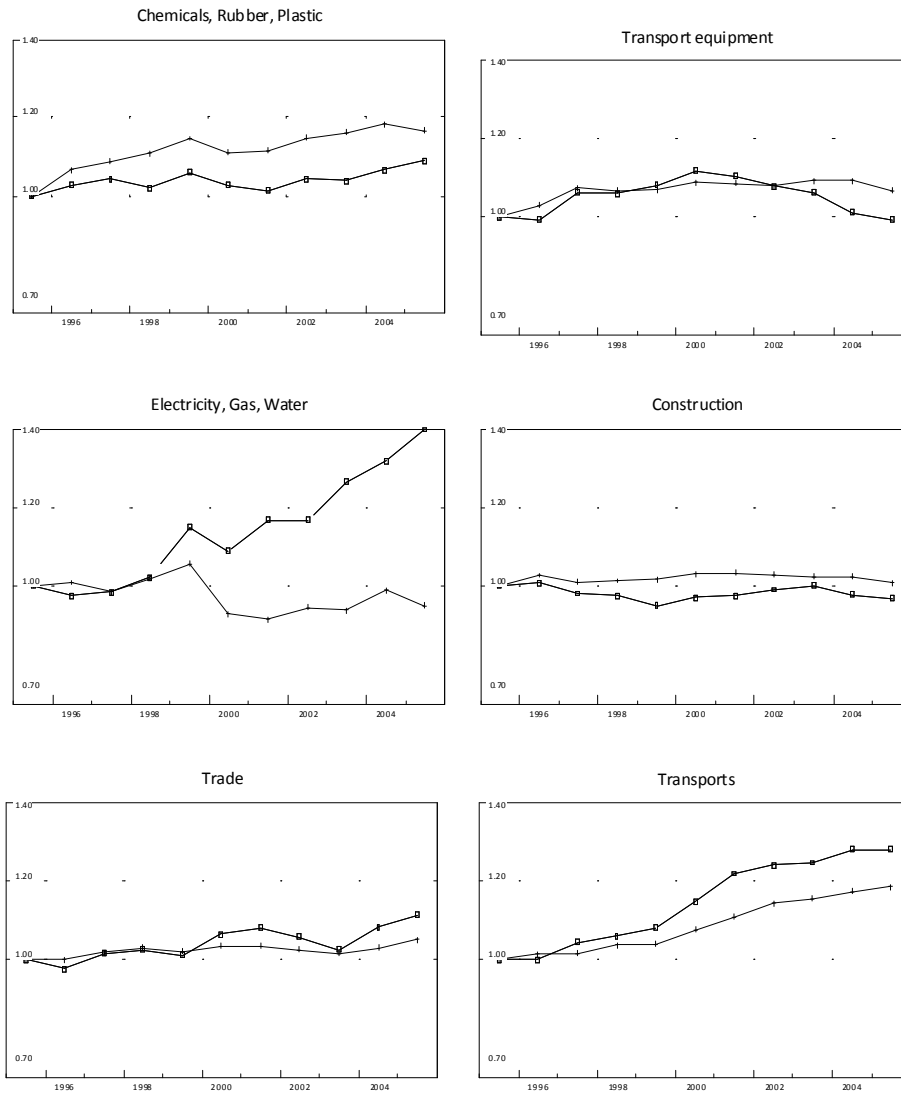 Chemicals, Rubber, Plastic
1.40
1.20
1.00
0.70
1996 1998 2000 2002 2004
Transport equipment
1.40
1.20
1.00
0.70
1996 1998 2000 2002 2004
Electricity, Gas, Water
1.40
1.20
1.00
0.70
1996 1998 2000 2002 2004
Construction
1.40
1.20
1.00
0.70
1996 1998 2000 2002 2004
Trade
1.40
1.20
1.00
0.70
1996 1998 2000 2002 2004
Transports
1.40
1.20
1.00
0.70
1996 1998 2000 2002 2004